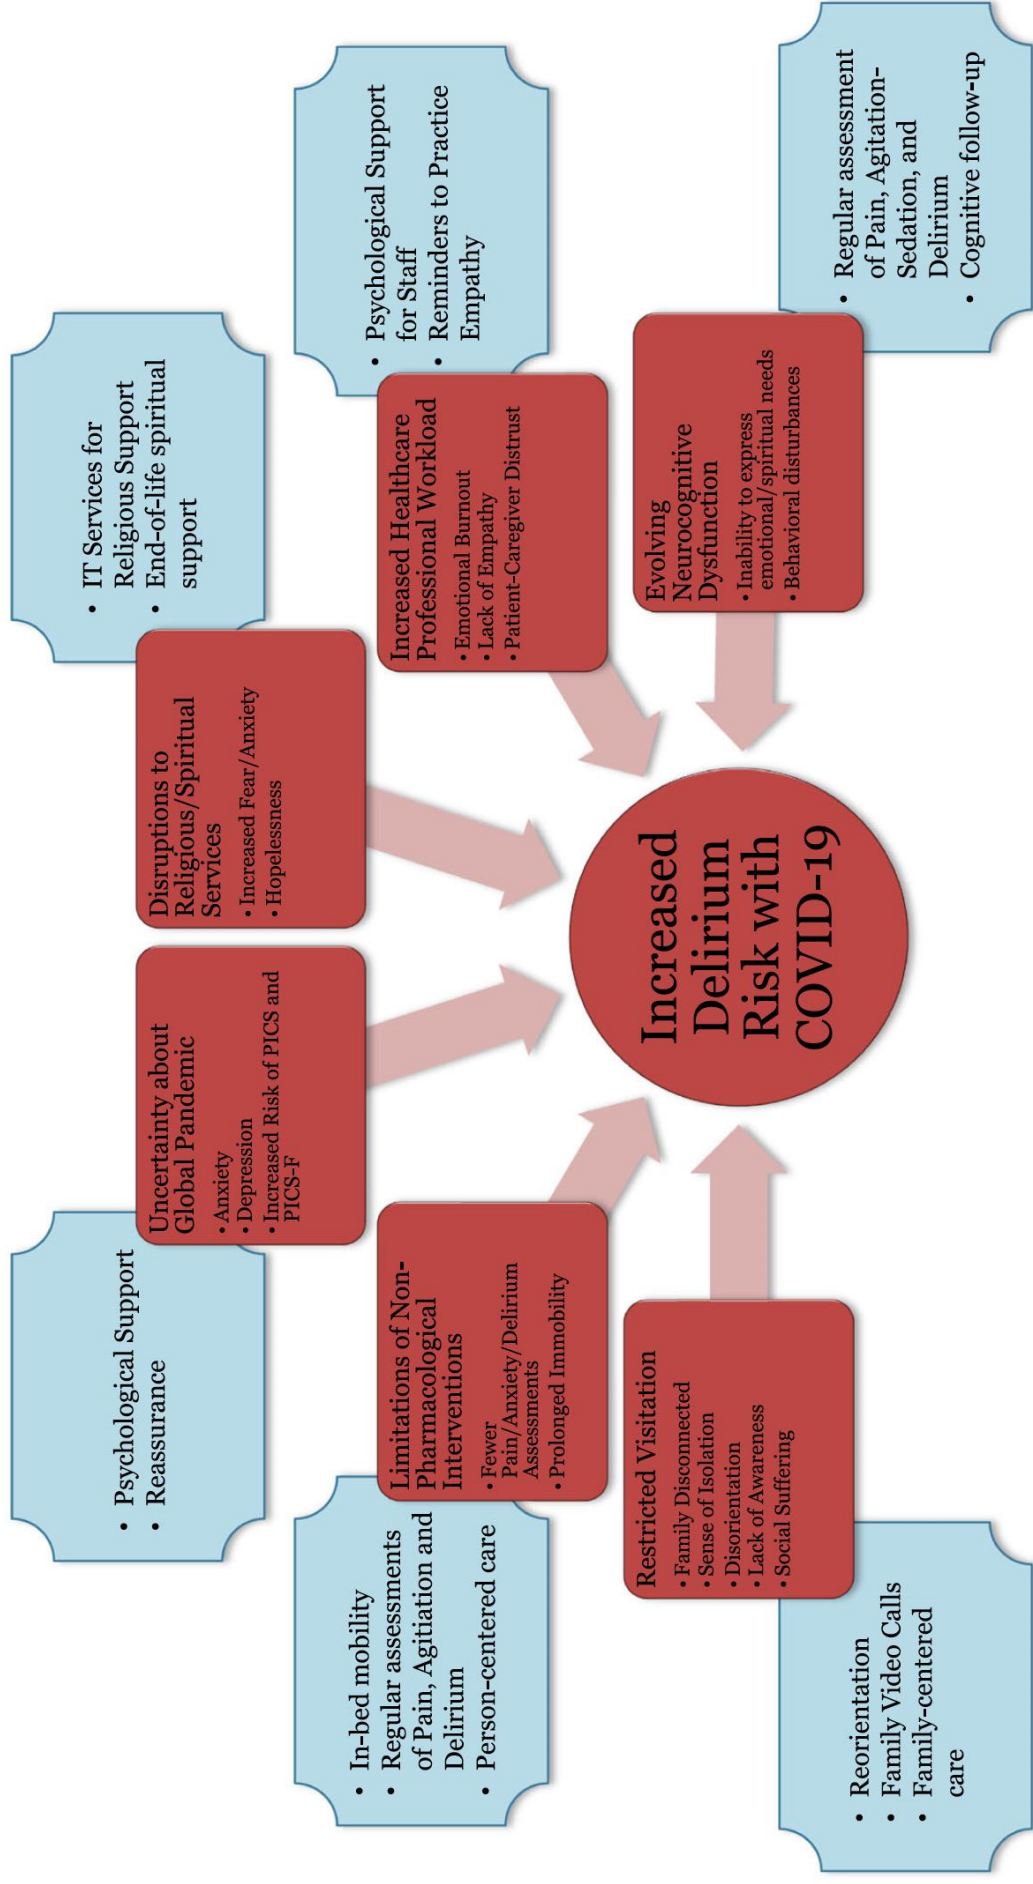 • Psychological Support
• Reassurance
Uncertainty about
Global Pandemic
• Anxiety
• Depression
• Increased Risk of PICS and
PICS-F
• IT Services for
Religious Support
• End-of-life spiritual
support
Disruptions to
Religious/Spiritual
Services
• Increased Fear/Anxiety
• Hopelessness
• In-bed mobility
• Regular assessments
of Pain, Agitiation and
Delirium
• Person-centered care
Limitations of Non-
Pharmacological
Interventions
• Fewer
Pain/Anxiety/Delirium
Assessments
• Prolonged Immobility
• Psychological Support
for Staff
• Reminders to Practice
Empathy
Increased Healthcare
Professional Workload
• Emotional Burnout
• Lack of Empathy
• Patient-Caregiver Distrust
Restricted Visitation
• Family Disconnected
• Sense of Isolation
• Disorientation
• Lack of Awareness
• Social Suffering
• Reorientation
• Family Video Calls
• Family-centered
care
Increased
Delirium
Risk with
COVID-19
Evolving
Neurocognitive
Dysfunction
• Inability to express
emotional/spiritual needs
• Behavioral disturbances
• Regular assessment
of Pain, Agitation-
Sedation, and
Delirium
• Cognitive follow-up